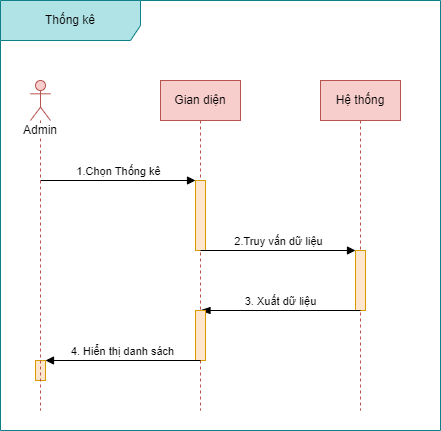 Thống kê
Gian diện
Hệ thống
Admin
1.Chọn Thống kê
2.Truy vấn dữ liệu
3. Xuất dữ liệu
4. Hiển thị danh sách